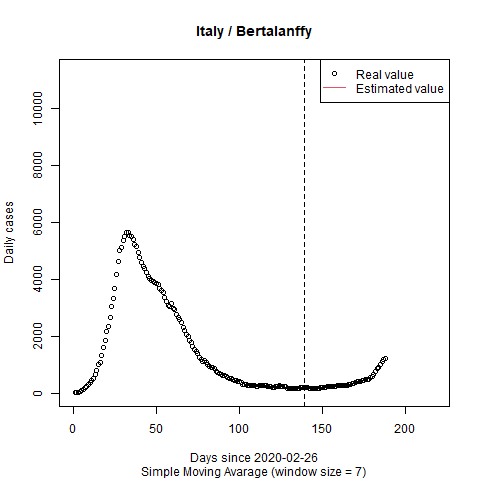 Italy / Bertalanffy
Real value
Estimated value
Daily cases
10000
8000
6000
4000
2000
0
0
50
100
150
200
Days since 2020-02-26
Simple Moving Avarage (window size = 7)